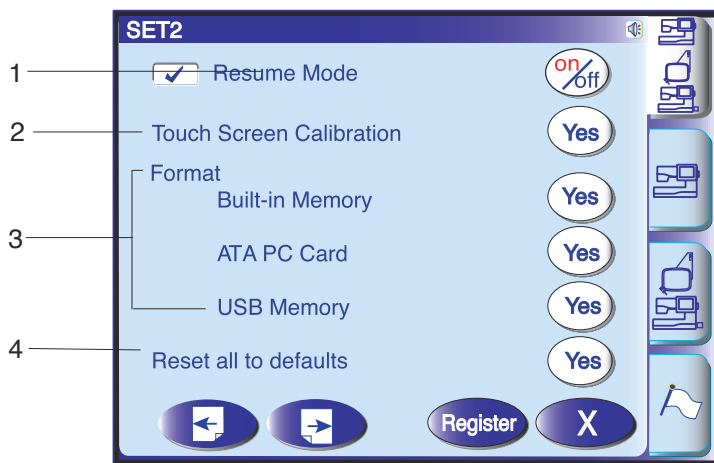 SET2
1 Resume Mode on/off
2 Touch Screen Calibration Yes
Format
Built-in Memory Yes
3 ATA PC Card Yes
USB Memory Yes
4 Reset all to defaults Yes
Register X